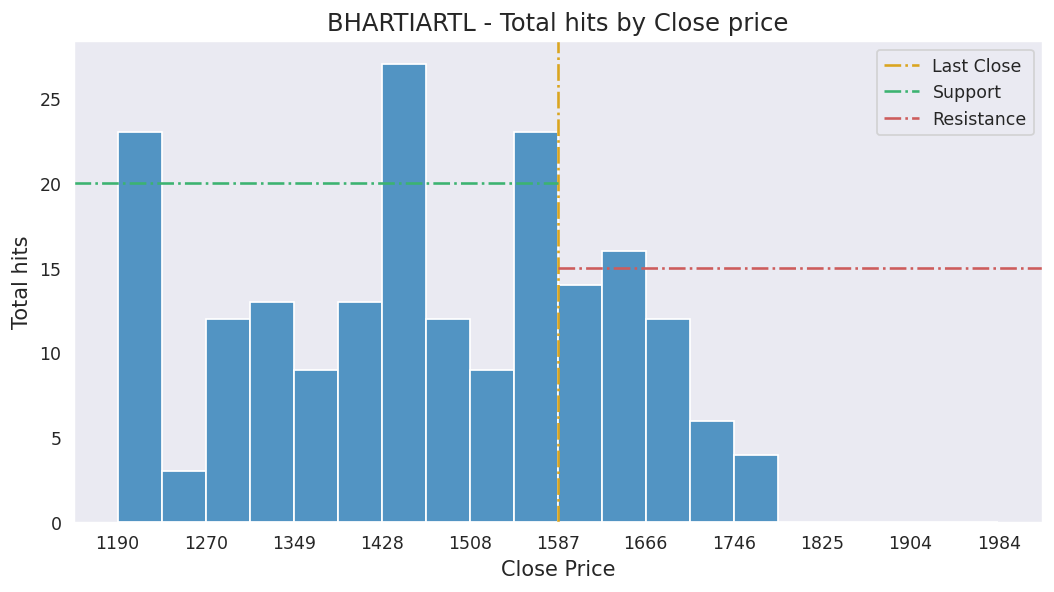 BHARTIARTL - Total hits by Close price
Last Close
Support
Resistance
Total hits
25
20
15
10
5
0
1190 1270 1349 1428 1508 1587 1666 1746 1825 1904 1984
Close Price